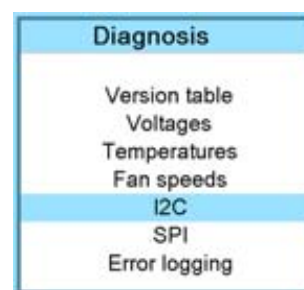 Diagnosis
Version table
Voltages
Temperatures
Fan speeds
I2C
SPI
Error logging